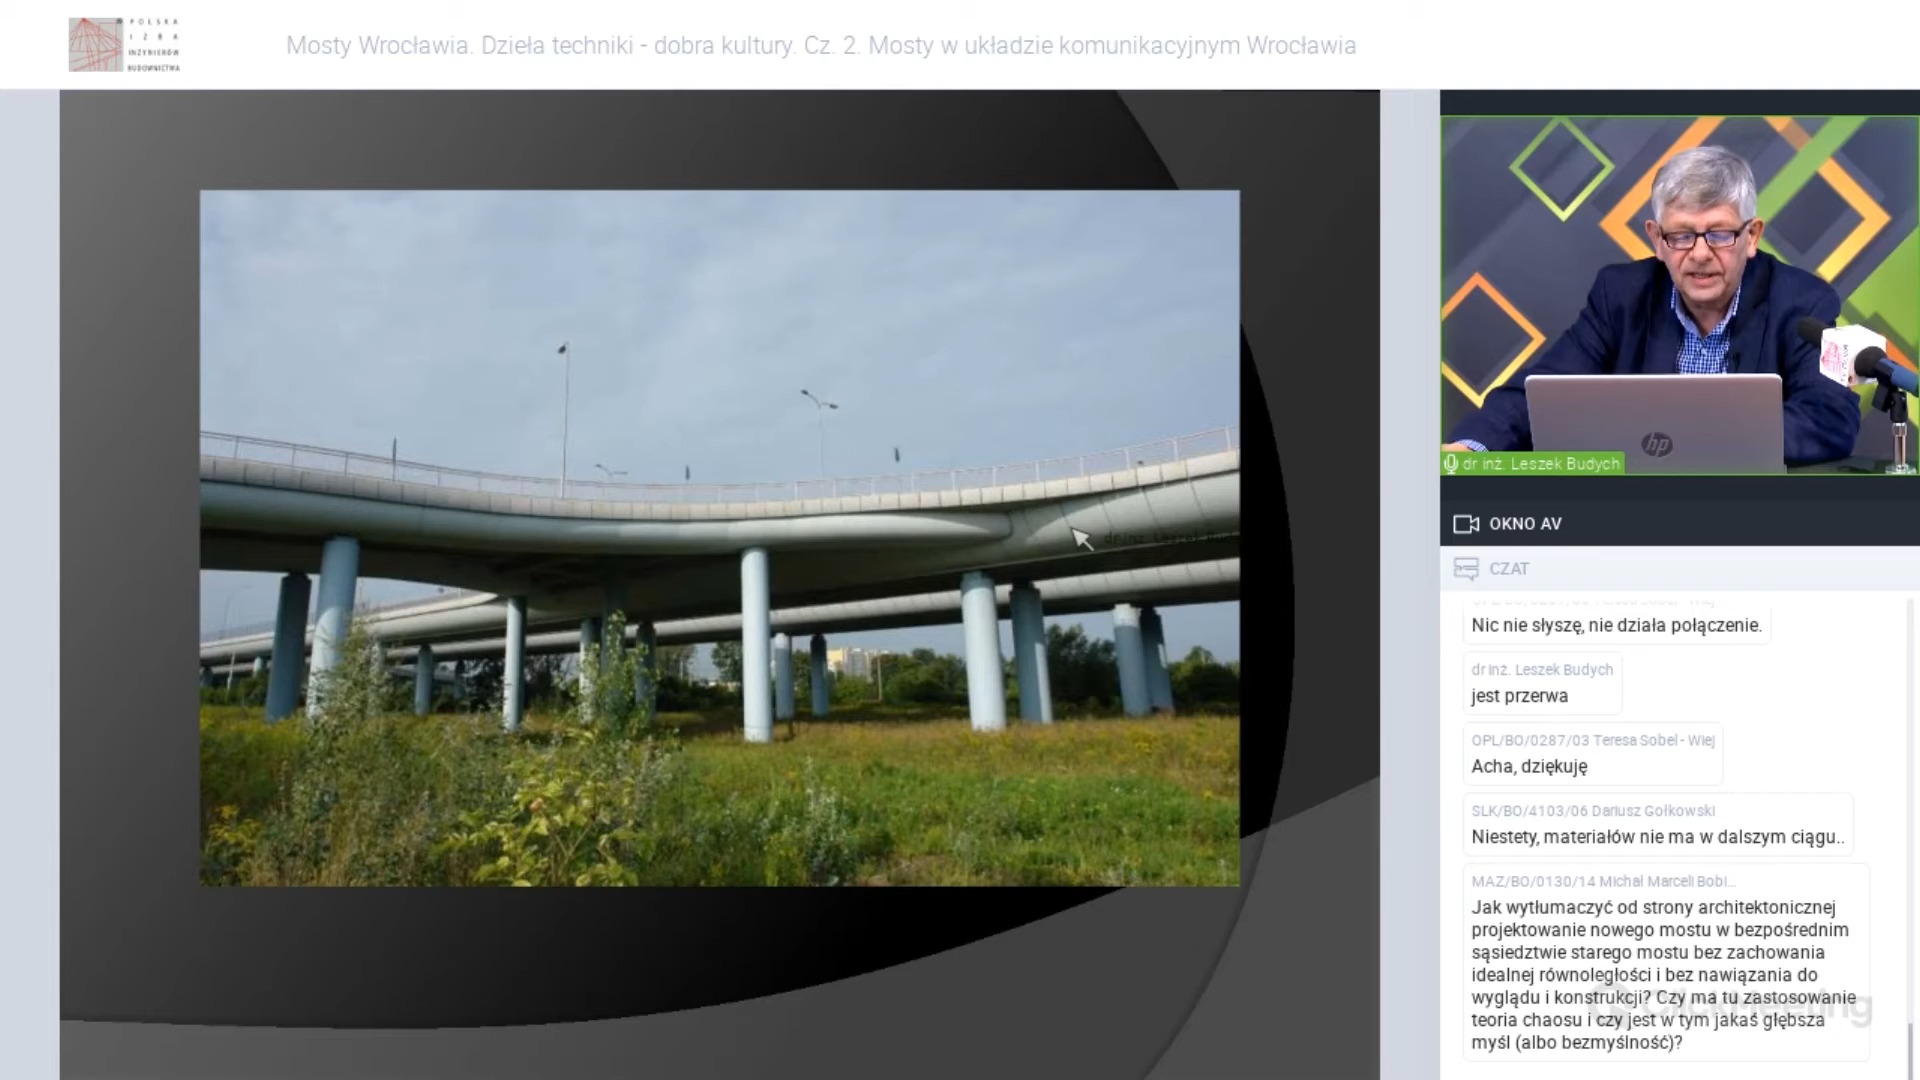 POLSKA
IZBA
INŻYNIERÓW
BUDOWNICTWA
Mosty Wrocławia. Dzieła techniki - dobra kultury. Cz. 2. Mosty w układzie komunikacyjnym Wrocławia
dr inż. Leszek Budych
hp
dr inż. Leszek Budych
OKNO AV
CZAT
Nic nie słyszę, nie działa połączenie.
dr inż. Leszek Budych
jest przerwa
OPL/BO/0287/03 Teresa Sobel - Wiej
Acha, dziękuję
SLK/BO/4103/06 Dariusz Gołkowski
Niestety, materiałów nie ma w dalszym ciągu..
MAZ/BO/0130/14 Michał Marceli Bobi...
Jak wytłumaczyć od strony architektonicznej
projektowanie nowego mostu w bezpośrednim
sąsiedztwie starego mostu bez zachowania
idealnej równoległości i bez nawiązania do
wyglądu i konstrukcji? Czy ma tu zastosowanie
teoria chaosu i czy jest w tym jakaś głębsza
myśl (albo bezmyślność)?
ClickMeeting